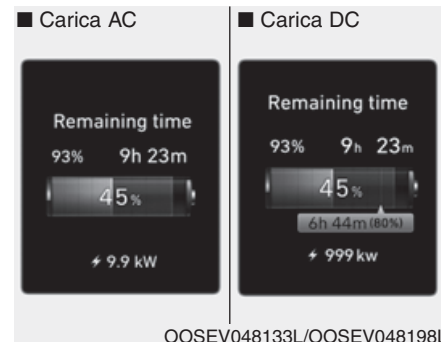 ■ Carica AC
Remaining time
93% 9h 23m
45%
9.9 kW
■ Carica DC
Remaining time
93% 9h 23m
45%
6h 44m (80%)
999 kw
OOSEV048133L/OOSEV048198L